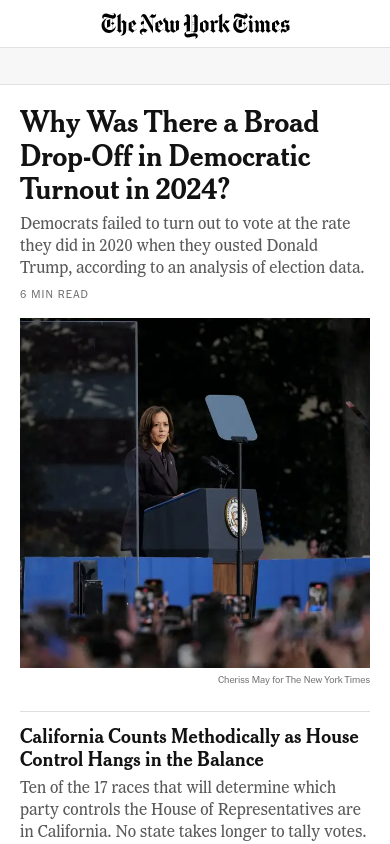 The New York Times
Why Was There a Broad
Drop-Off in Democratic
Turnout in 2024?
Democrats failed to turn out to vote at the rate
they did in 2020 when they ousted Donald
Trump, according to an analysis of election data.
6 MIN READ
Cheriss May for The New York Times
California Counts Methodically as House
Control Hangs in the Balance
Ten of the 17 races that will determine which
party controls the House of Representatives are
in California. No state takes longer to tally votes.